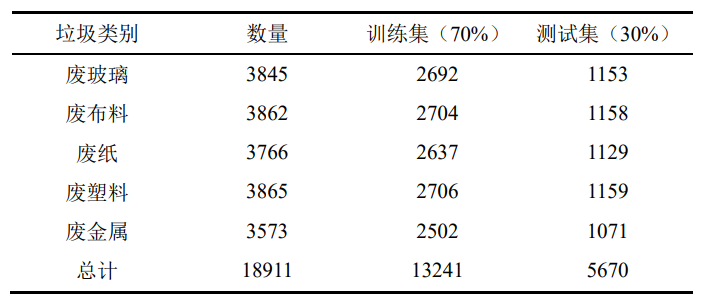 垃圾类别 数量 训练集（70%） 测试集（30%）
废玻璃 3845 2692 1153
废布料 3862 2704 1158
废纸 3766 2637 1129
废塑料 3865 2706 1159
废金属 3573 2502 1071
总计 18911 13241 5670